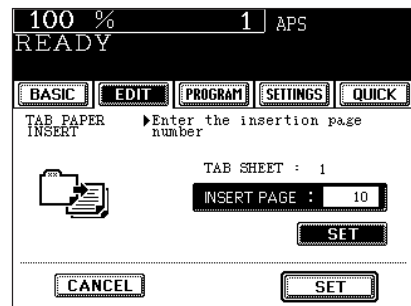 100 % 1 APS
READY
BASIC EDIT PROGRAM SETTINGS QUICK
TAB PAPER INSERT
▶Enter the insertion page number
TAB SHEET : 1
xx
INSERT PAGE : 10
SET
CANCEL SET